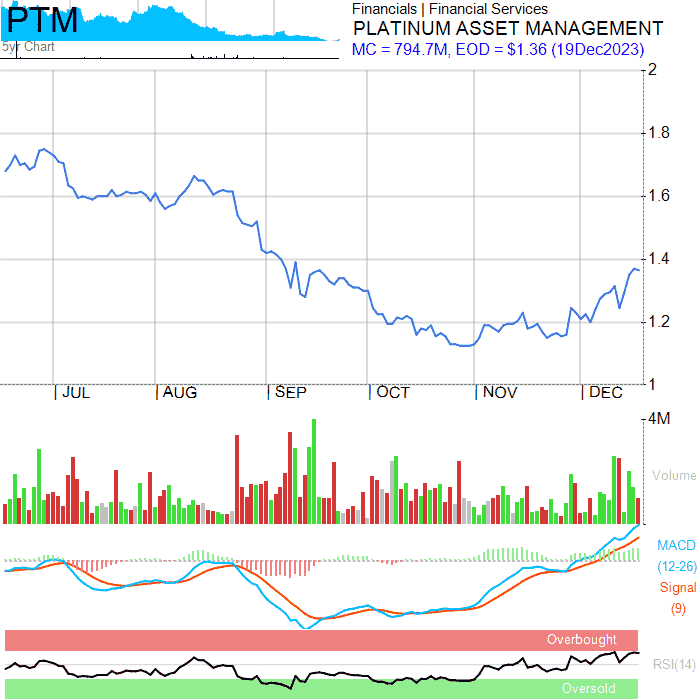 PTM
5yr Chart
Financials | Financial Services
PLATINUM ASSET MANAGEMENT
MC = 794.7M, EOD = $1.36 (19Dec2023)
2
1.8
1.6
1.4
1.2
1
JUL AUG SEP OCT NOV DEC
4M
Volume
MACD
(12-26)
Signal
(9)
Overbought
RSI(14)
Oversold